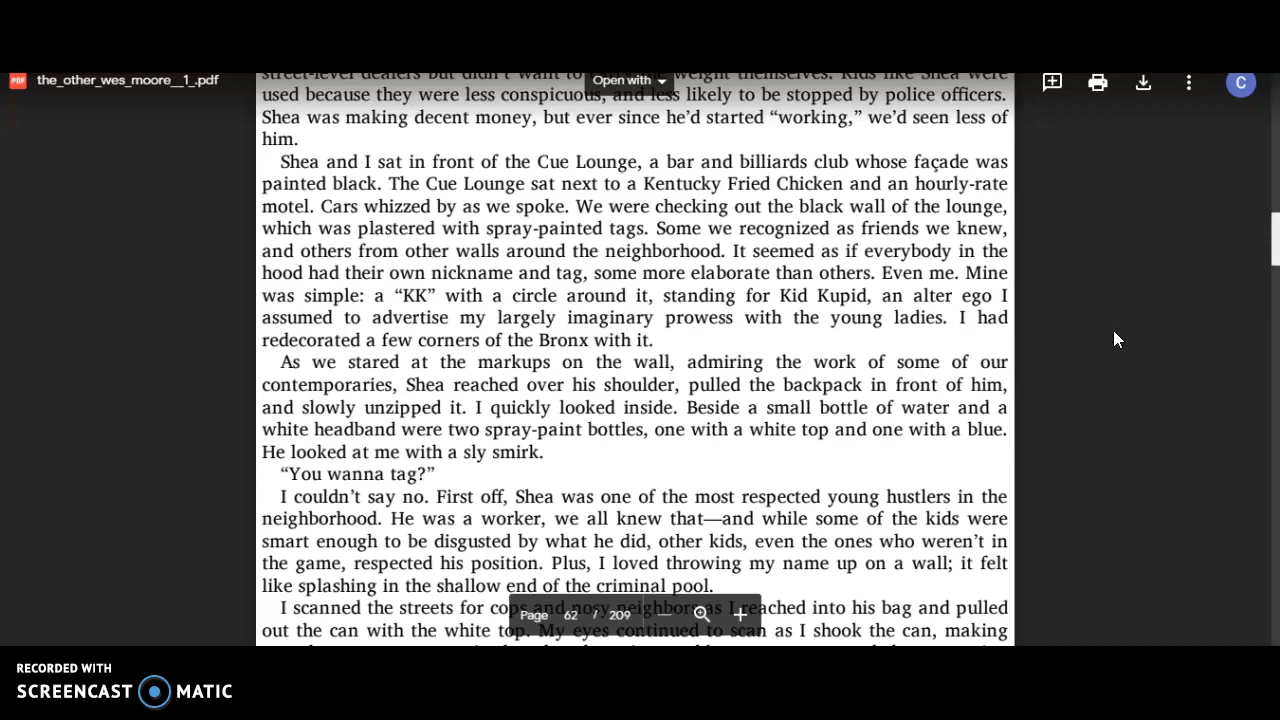 the_other_wes_moore__1_.pdf
Open with
C
street-level dealers but didn’t want to weight themselves. Kids like Shea were
used because they were less conspicuous, and less likely to be stopped by police officers.
Shea was making decent money, but ever since he’d started “working,” we’d seen less of
him.
Shea and I sat in front of the Cue Lounge, a bar and billiards club whose façade was
painted black. The Cue Lounge sat next to a Kentucky Fried Chicken and an hourly-rate
motel. Cars whizzed by as we spoke. We were checking out the black wall of the lounge,
which was plastered with spray-painted tags. Some we recognized as friends we knew,
and others from other walls around the neighborhood. It seemed as if everybody in the
hood had their own nickname and tag, some more elaborate than others. Even me. Mine
was simple: a “KK” with a circle around it, standing for Kid Kupid, an alter ego I
assumed to advertise my largely imaginary prowess with the young ladies. I had
redecorated a few corners of the Bronx with it.
As we stared at the markups on the wall, admiring the work of some of our
contemporaries, Shea reached over his shoulder, pulled the backpack in front of him,
and slowly unzipped it. I quickly looked inside. Beside a small bottle of water and a
white headband were two spray-paint bottles, one with a white top and one with a blue.
He looked at me with a sly smirk.
“You wanna tag?”
I couldn’t say no. First off, Shea was one of the most respected young hustlers in the
neighborhood. He was a worker, we all knew that—and while some of the kids were
smart enough to be disgusted by what he did, other kids, even the ones who weren’t in
the game, respected his position. Plus, I loved throwing my name up on a wall; it felt
like splashing in the shallow end of the criminal pool.
I scanned the streets for cops and nosy neighbors as I reached into his bag and pulled
Page 62 / 209
out the can with the white top. My eyes continued to scan as I shook the can, making
RECORDED WITH
SCREENCAST MATIC